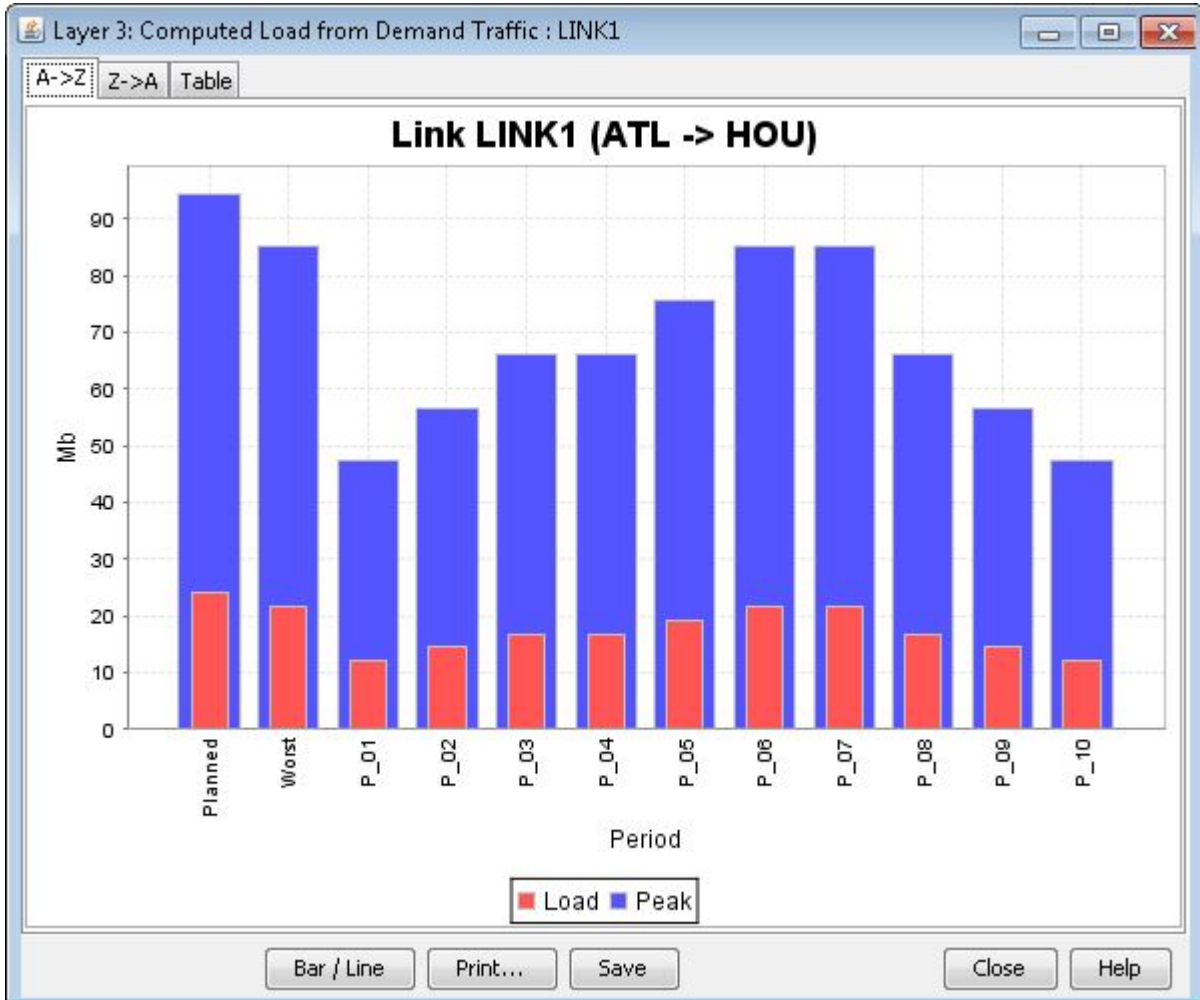 Layer 3: Computed Load from Demand Traffic : LINK1
A->Z Z->A Table
Link LINK1 (ATL -> HOU)
90
80
70
60
50
40
30
20
10
0
Mb
Planned Worst P_01 P_02 P_03 P_04 P_05 P_06 P_07 P_08 P_09 P_10
Period
Load Peak
Bar / Line Print... Save Close Help